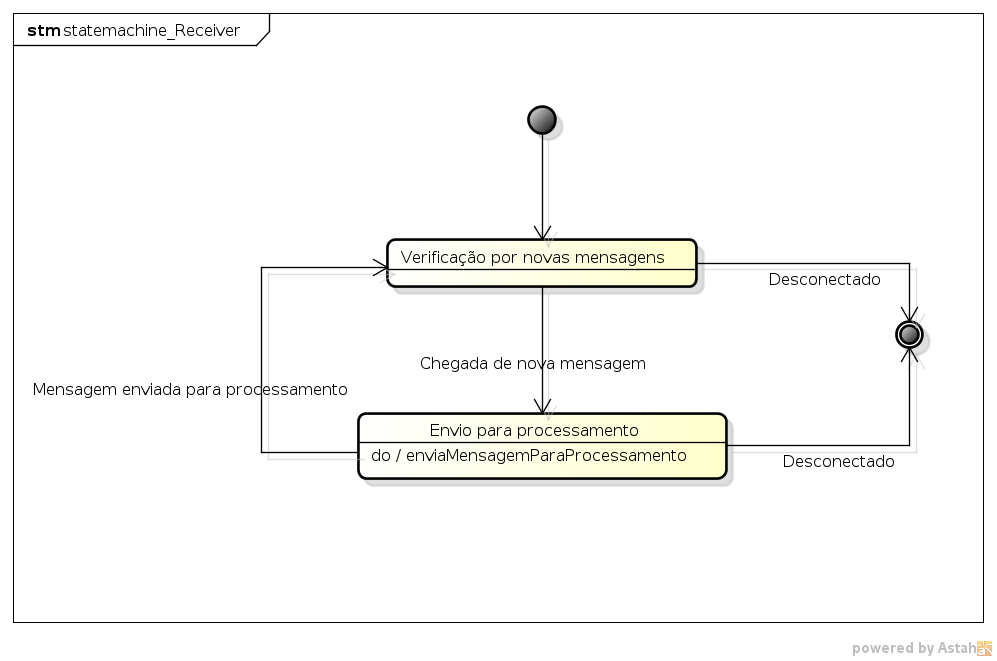 stm statemachine_Receiver
Verificação por novas mensagens
Desconectado
Chegada de nova mensagem
Mensagem enviada para processamento
Envio para processamento
do / enviaMensagemParaProcessamento
Desconectado
powered by Astah